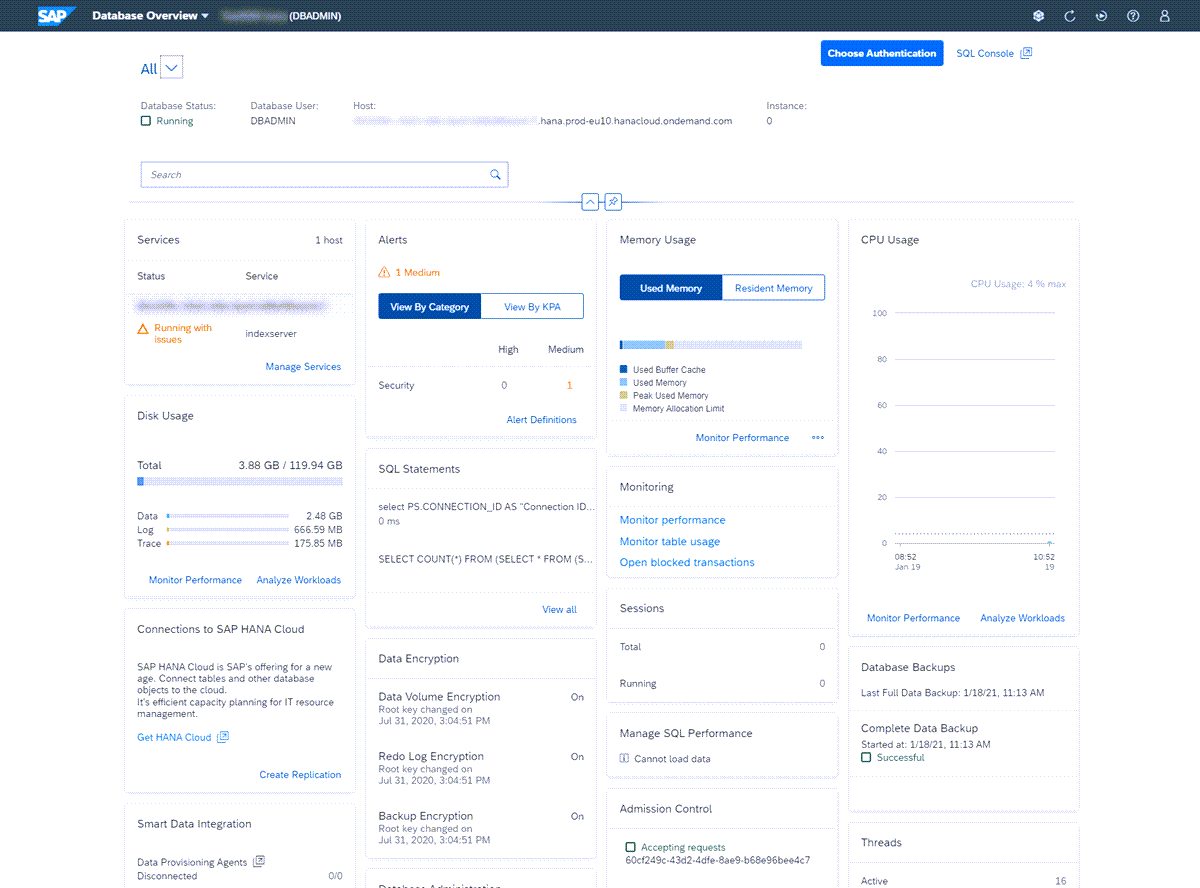 SAP Database Overview (DBADMIN)
Choose Authentication SQL Console
All
Database Status: Database User: Host: Instance:
Running DBADMIN .hana.prod-eu10.hanacloud.ondemand.com 0
Search
Services 1 host
Status Service
Running with issues indexserver
Manage Services
Disk Usage
Total 3.88 GB / 119.94 GB
Data 2.48 GB
Log 666.59 MB
Trace 175.85 MB
Monitor Performance Analyze Workloads
Connections to SAP HANA Cloud
SAP HANA Cloud is SAP's offering for a new
age. Connect tables and other database
objects to the cloud.
It's efficient capacity planning for IT resource
management.
Get HANA Cloud
Create Replication
Smart Data Integration
Data Provisioning Agents
Disconnected 0/0
Alerts
1 Medium
View By Category View By KPA
High Medium
Security 0 1
Alert Definitions
SQL Statements
select PS.CONNECTION_ID AS "Connection ID...
0 ms
SELECT COUNT(*) FROM (SELECT * FROM (S...
View all
Data Encryption
Data Volume Encryption On
Root key changed on
Jul 31, 2020, 3:04:51 PM
Redo Log Encryption On
Root key changed on
Jul 31, 2020, 3:04:51 PM
Backup Encryption On
Root key changed on
Jul 31, 2020, 3:04:51 PM
Database Administration
Memory Usage
Used Memory Resident Memory
Used Buffer Cache
Used Memory
Peak Used Memory
Memory Allocation Limit
Monitor Performance
Monitoring
Monitor performance
Monitor table usage
Open blocked transactions
Sessions
Total 0
Running 0
Manage SQL Performance
Cannot load data
Admission Control
Accepting requests
60cf249c-43d2-4dfe-8ae9-b68e96bee4c7
CPU Usage
CPU Usage: 4 % max
100
80
60
40
20
0
08:52 10:52
Jan 19 19
Monitor Performance Analyze Workloads
Database Backups
Last Full Data Backup: 1/18/21, 11:13 AM
Complete Data Backup
Started at: 1/18/21, 11:13 AM
Successful
Threads
Active 16